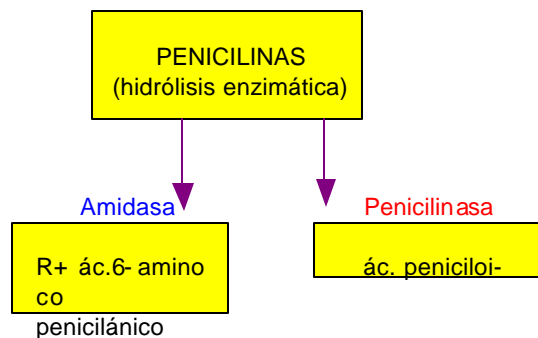 PENICILINAS
(hidrólisis enzimática)
Amidasa
Penicilinasa
R+ ác.6- amino
ác. peniciloi-
co
penicilánico